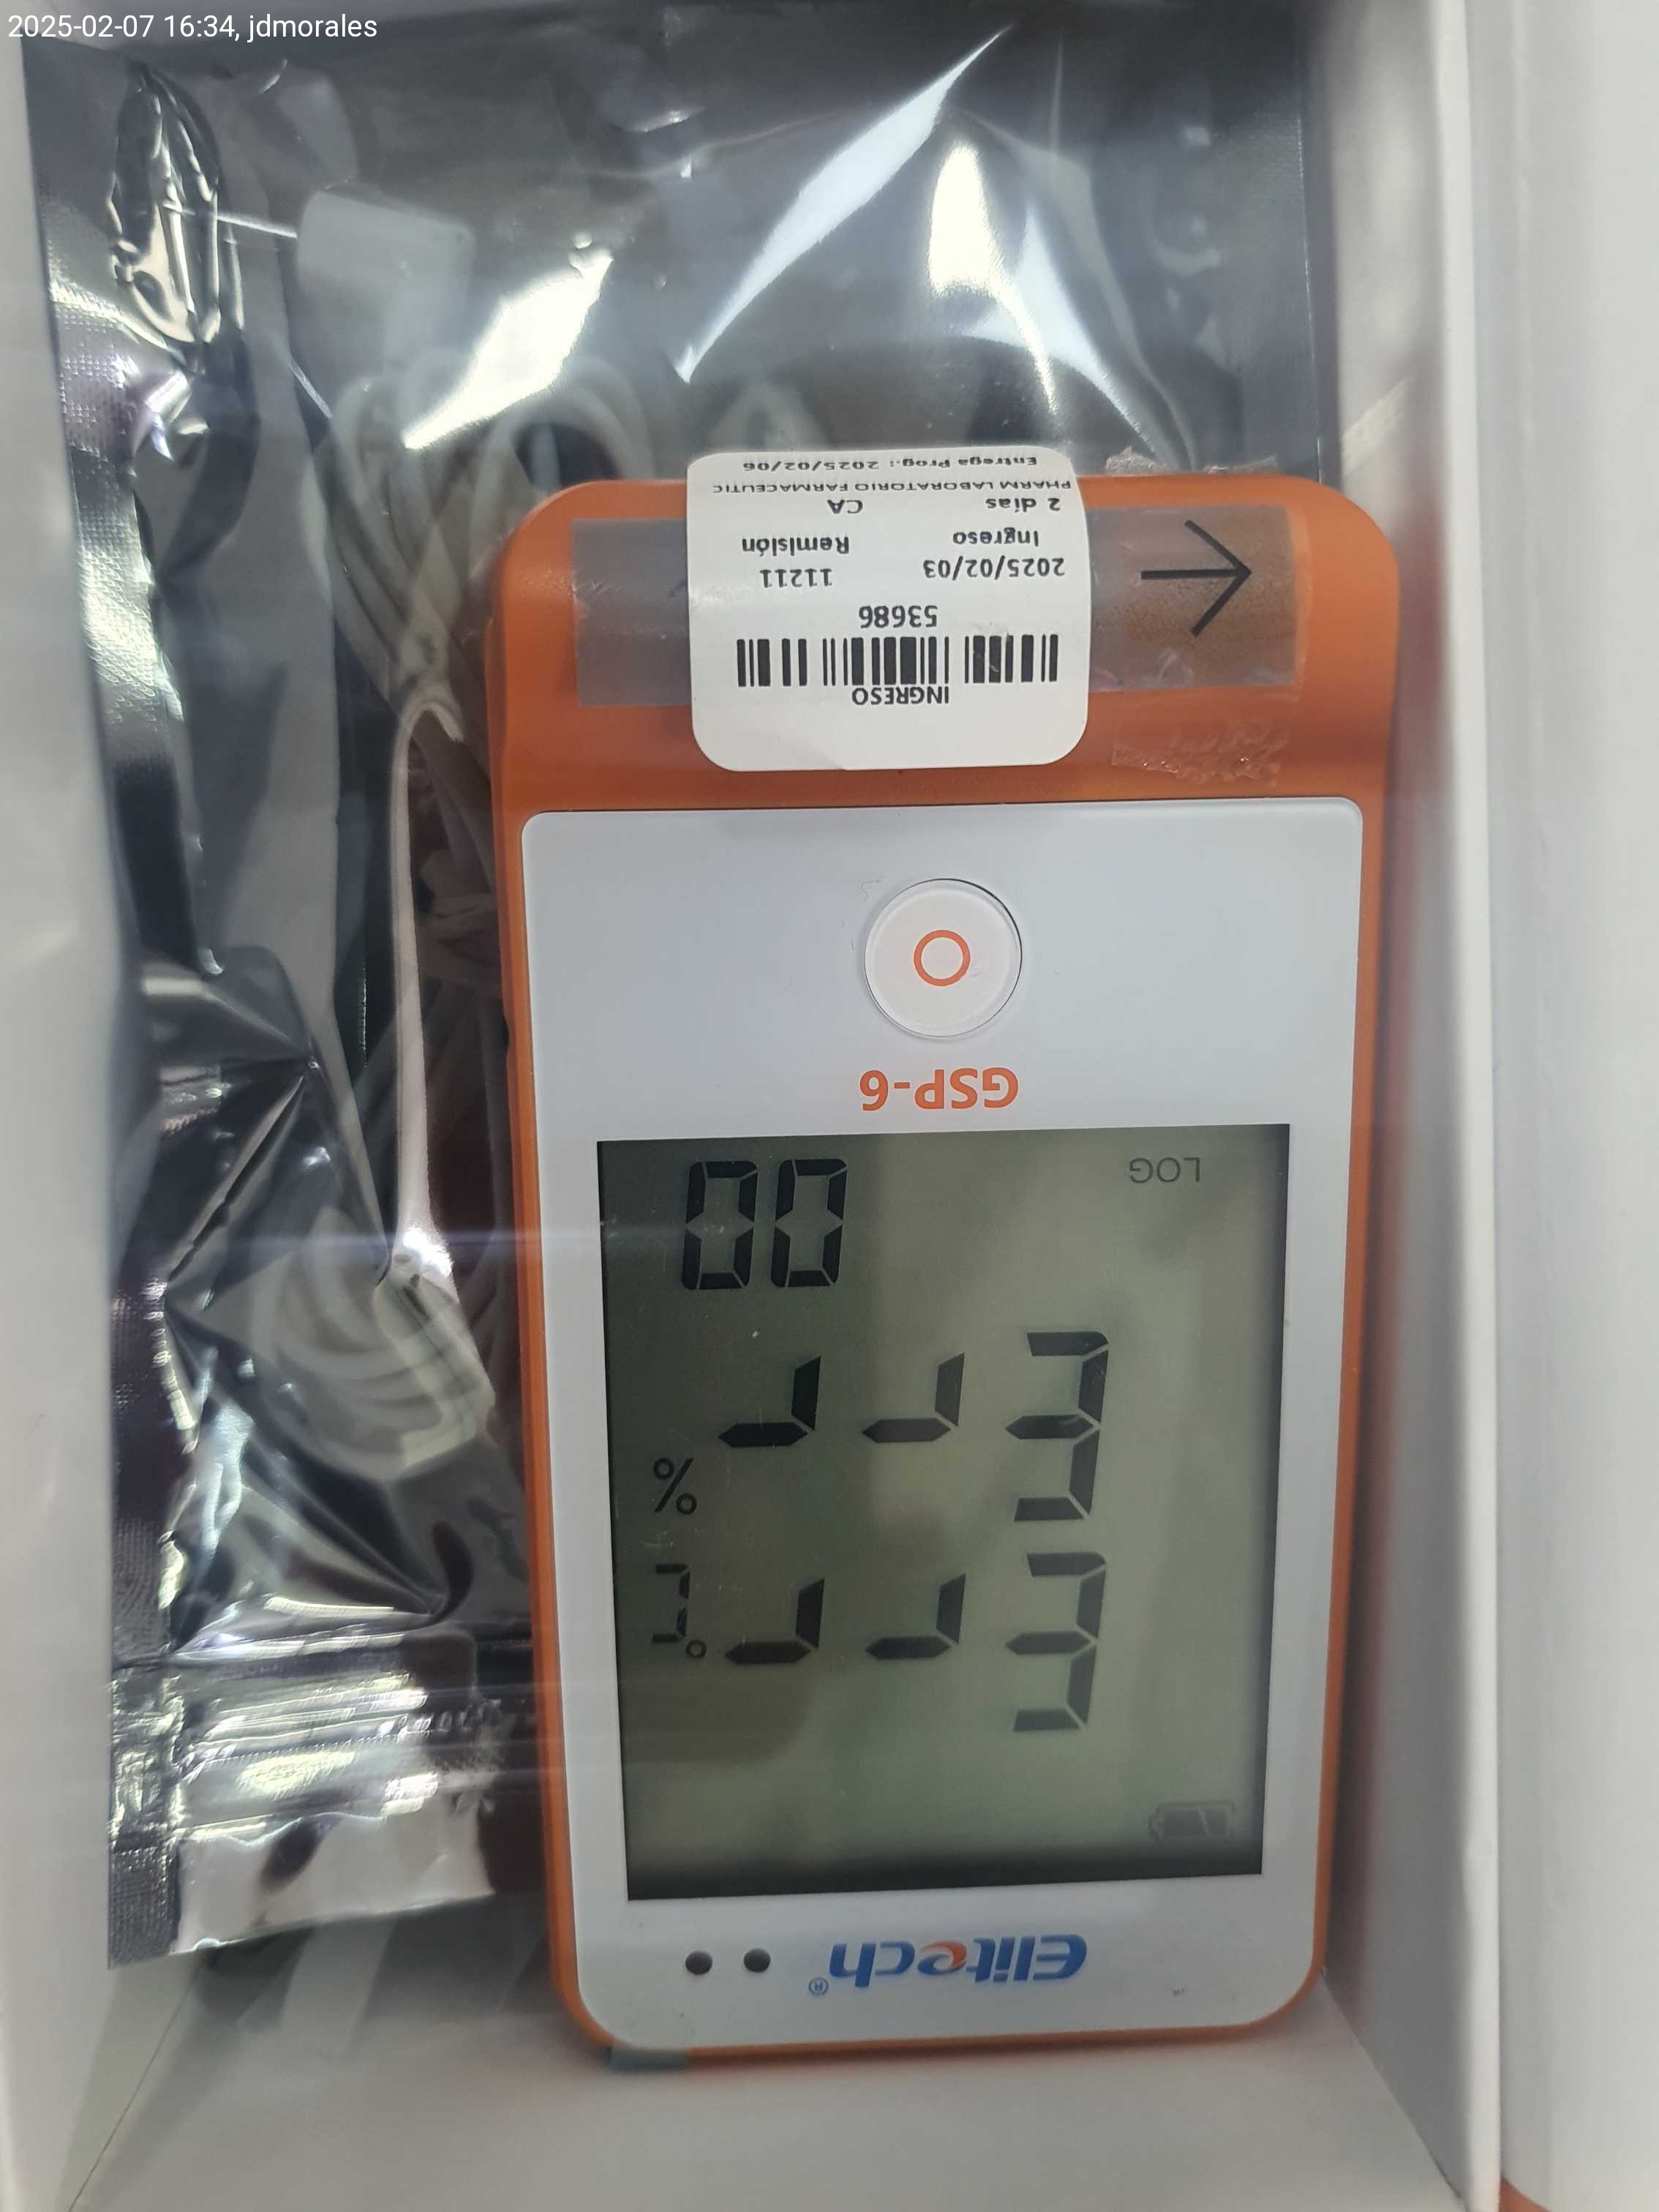 2025-02-07 16:34, jdmorales
Elitech®
Err °C
Err %
LOG 00
GSP-6
INGRESO
53686
2025/02/03 11211
Ingreso Remisión
2 días CA
PHARM LABORATORIO FARMACEUTIC
Entrega Prog.: 2025/02/06